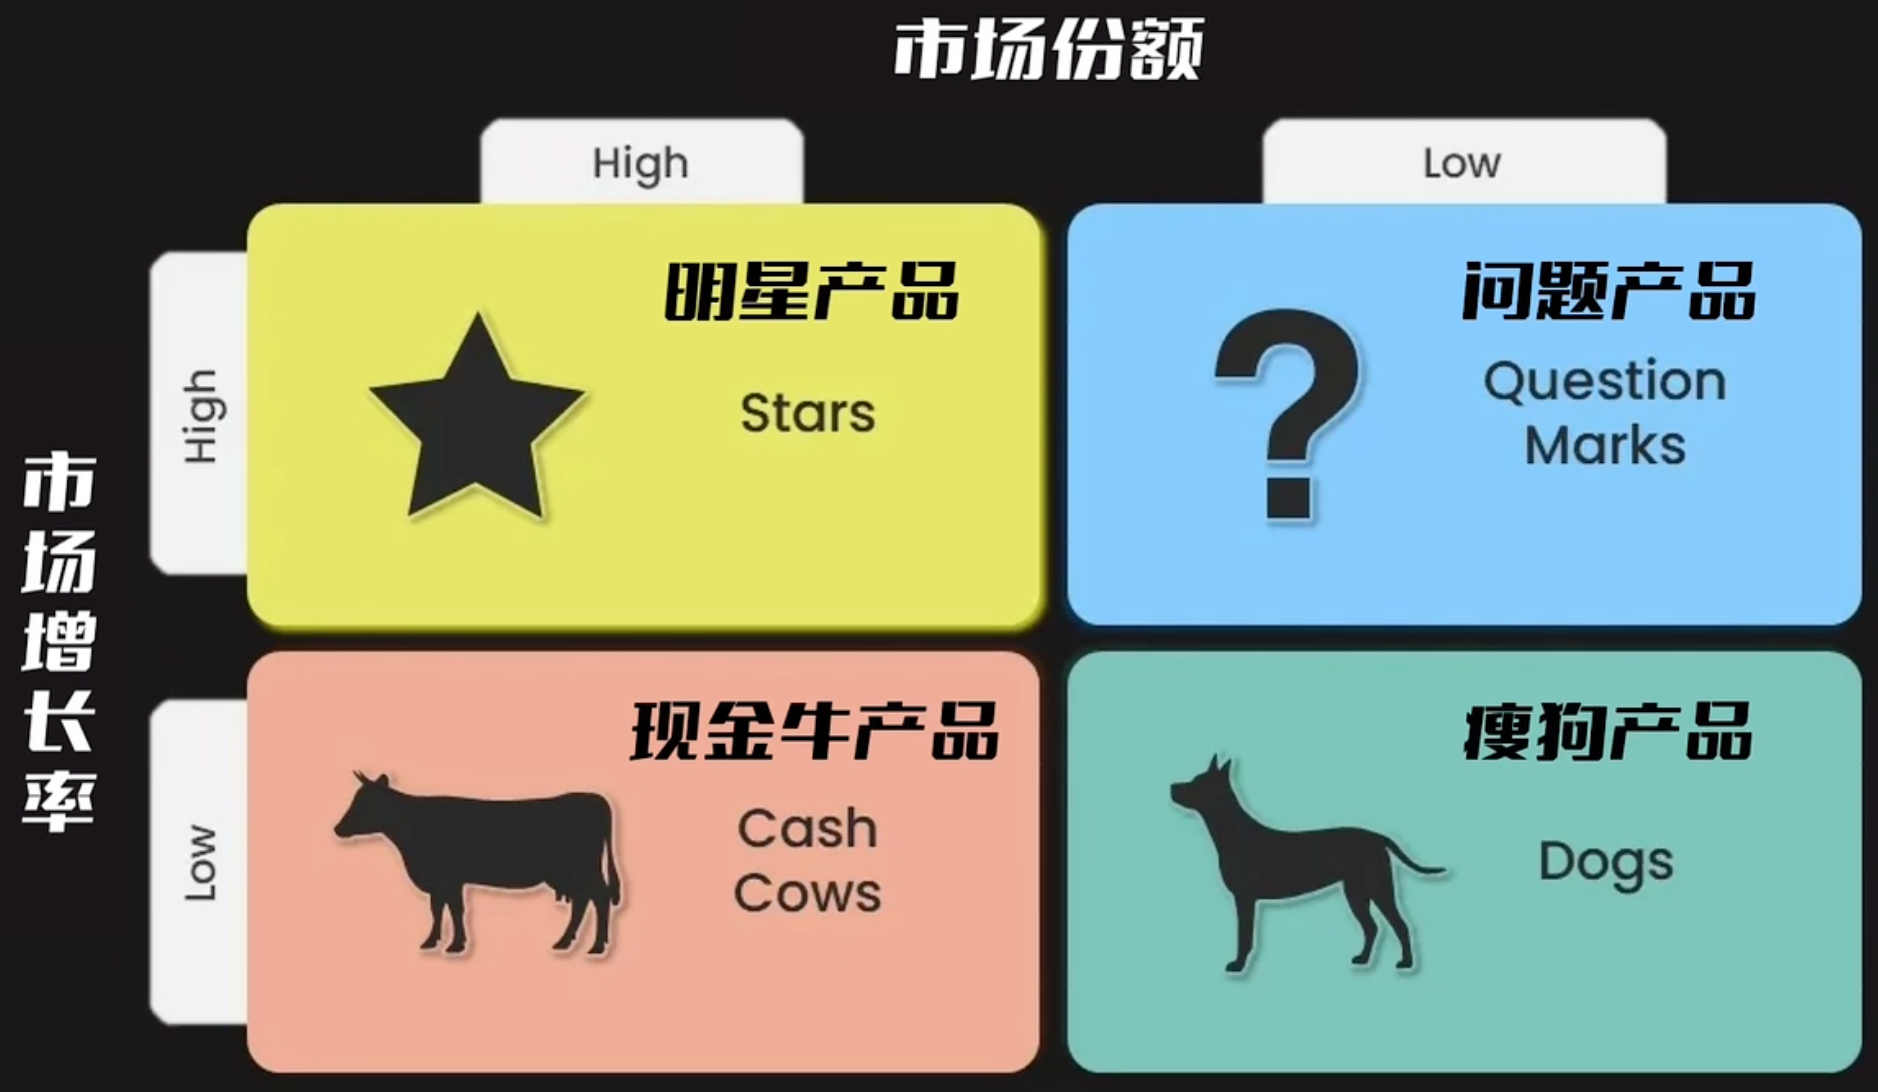 市场份额
High
Low
High
明星产品
Stars
问题产品
Question
Marks
市场增长率
Low
现金牛产品
Cash
Cows
瘦狗产品
Dogs